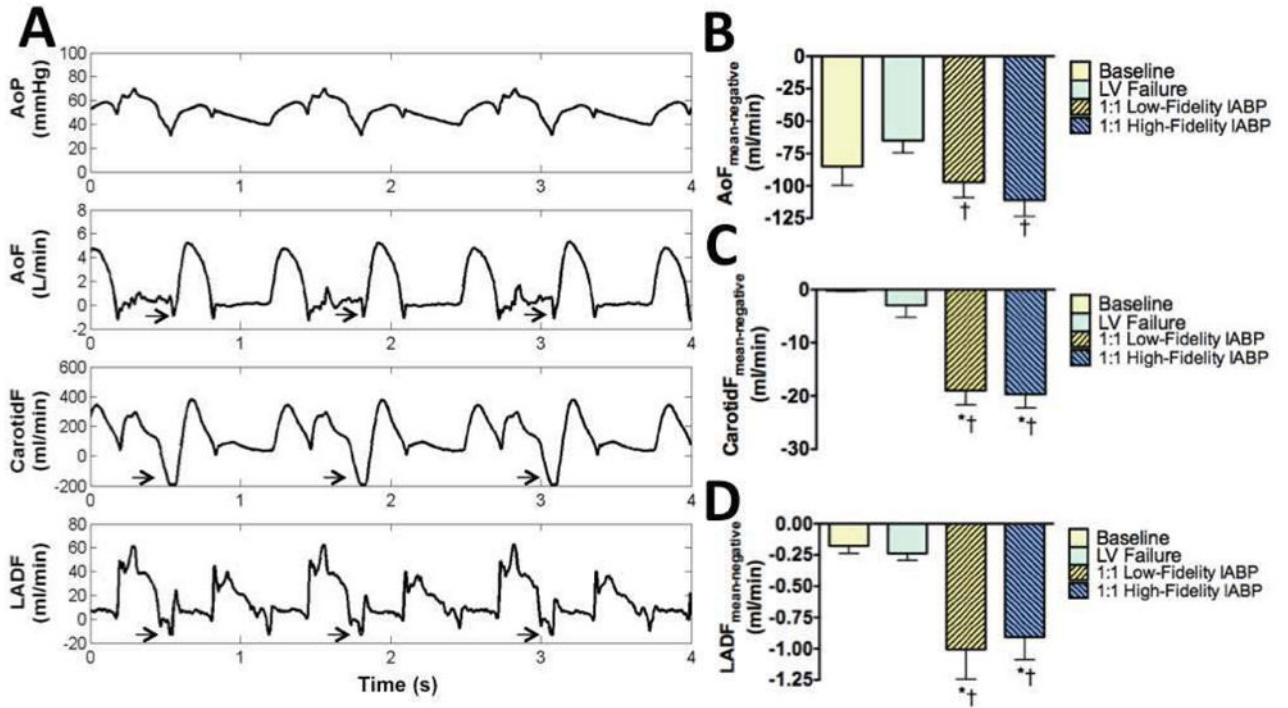 A
AoP
(mmHg)
100
80
60
40
20
0
0 1 2 3 4
AoF
(L/min)
8
6
4
2
0
-2
0 1 2 3 4
CarotidF
(ml/min)
600
400
200
0
-200
0 1 2 3 4
LADF
(ml/min)
80
60
40
20
0
-20
0 1 2 3 4
Time (s)
B
AoFmean-negative
(ml/min)
0
-25
-50
-75
-100
-125
†
†
Baseline
LV Failure
1:1 Low-Fidelity IABP
1:1 High-Fidelity IABP
C
CarotidFmean-negative
(ml/min)
0
-10
-20
-30
*†
*†
Baseline
LV Failure
1:1 Low-Fidelity IABP
1:1 High-Fidelity IABP
D
LADFmean-negative
(ml/min)
0.00
-0.25
-0.50
-0.75
-1.00
-1.25
*†
*†
Baseline
LV Failure
1:1 Low-Fidelity IABP
1:1 High-Fidelity IABP